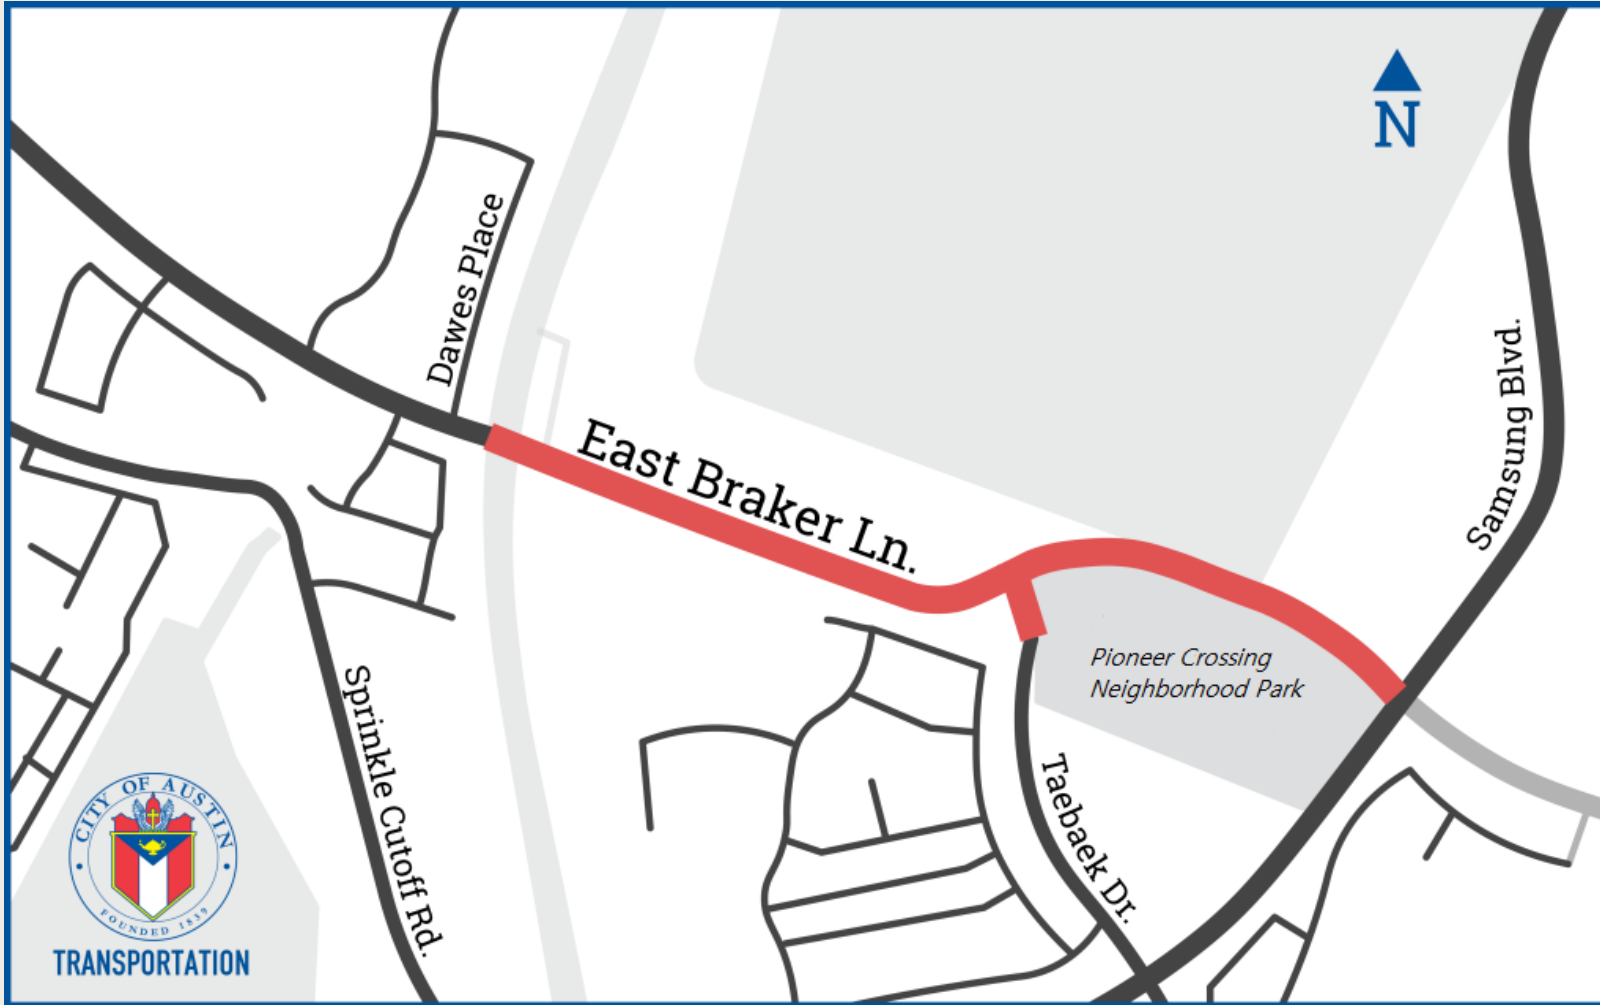 N
Dawes Place
Samsung Blvd.
East Braker Ln.
Pioneer Crossing
Neighborhood Park
Sprinkle Cutoff Rd.
Taebaek Dr.
CITY OF AUSTIN
FOUNDED 1839
TRANSPORTATION